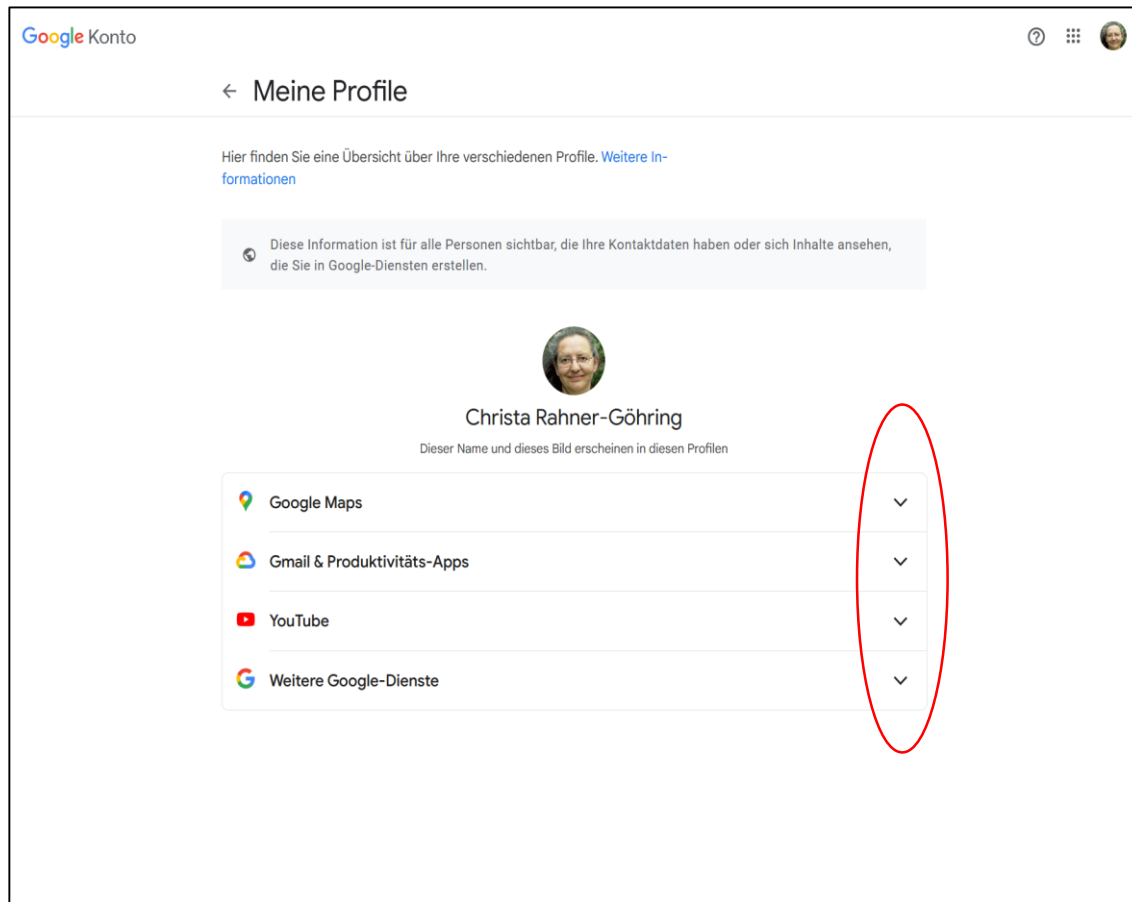 Google Konto
Meine Profile
Hier finden Sie eine Übersicht über Ihre verschiedenen Profile. Weitere In-
formationen
Diese Information ist für alle Personen sichtbar, die Ihre Kontaktdaten haben oder sich Inhalte ansehen,
die Sie in Google-Diensten erstellen.
Christa Rahner-Göhring
Dieser Name und dieses Bild erscheinen in diesen Profilen
Google Maps
Gmail & Produktivitäts-Apps
YouTube
Weitere Google-Dienste